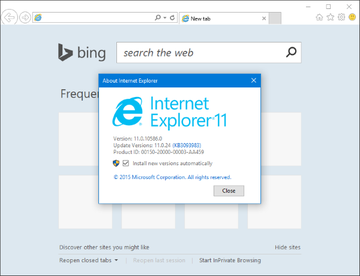 New tab
bing
search the web
Frequen
About Internet Explorer
Internet
Explorer 11
Version: 11.0.10586.0
Update Versions: 11.0.24 (KB3093983)
Product ID: 00150-20000-00003-AA459
Install new versions automatically
© 2015 Microsoft Corporation. All rights reserved.
Close
Discover other sites you might like
Hide sites
Reopen closed tabs
Reopen last session
Start InPrivate Browsing